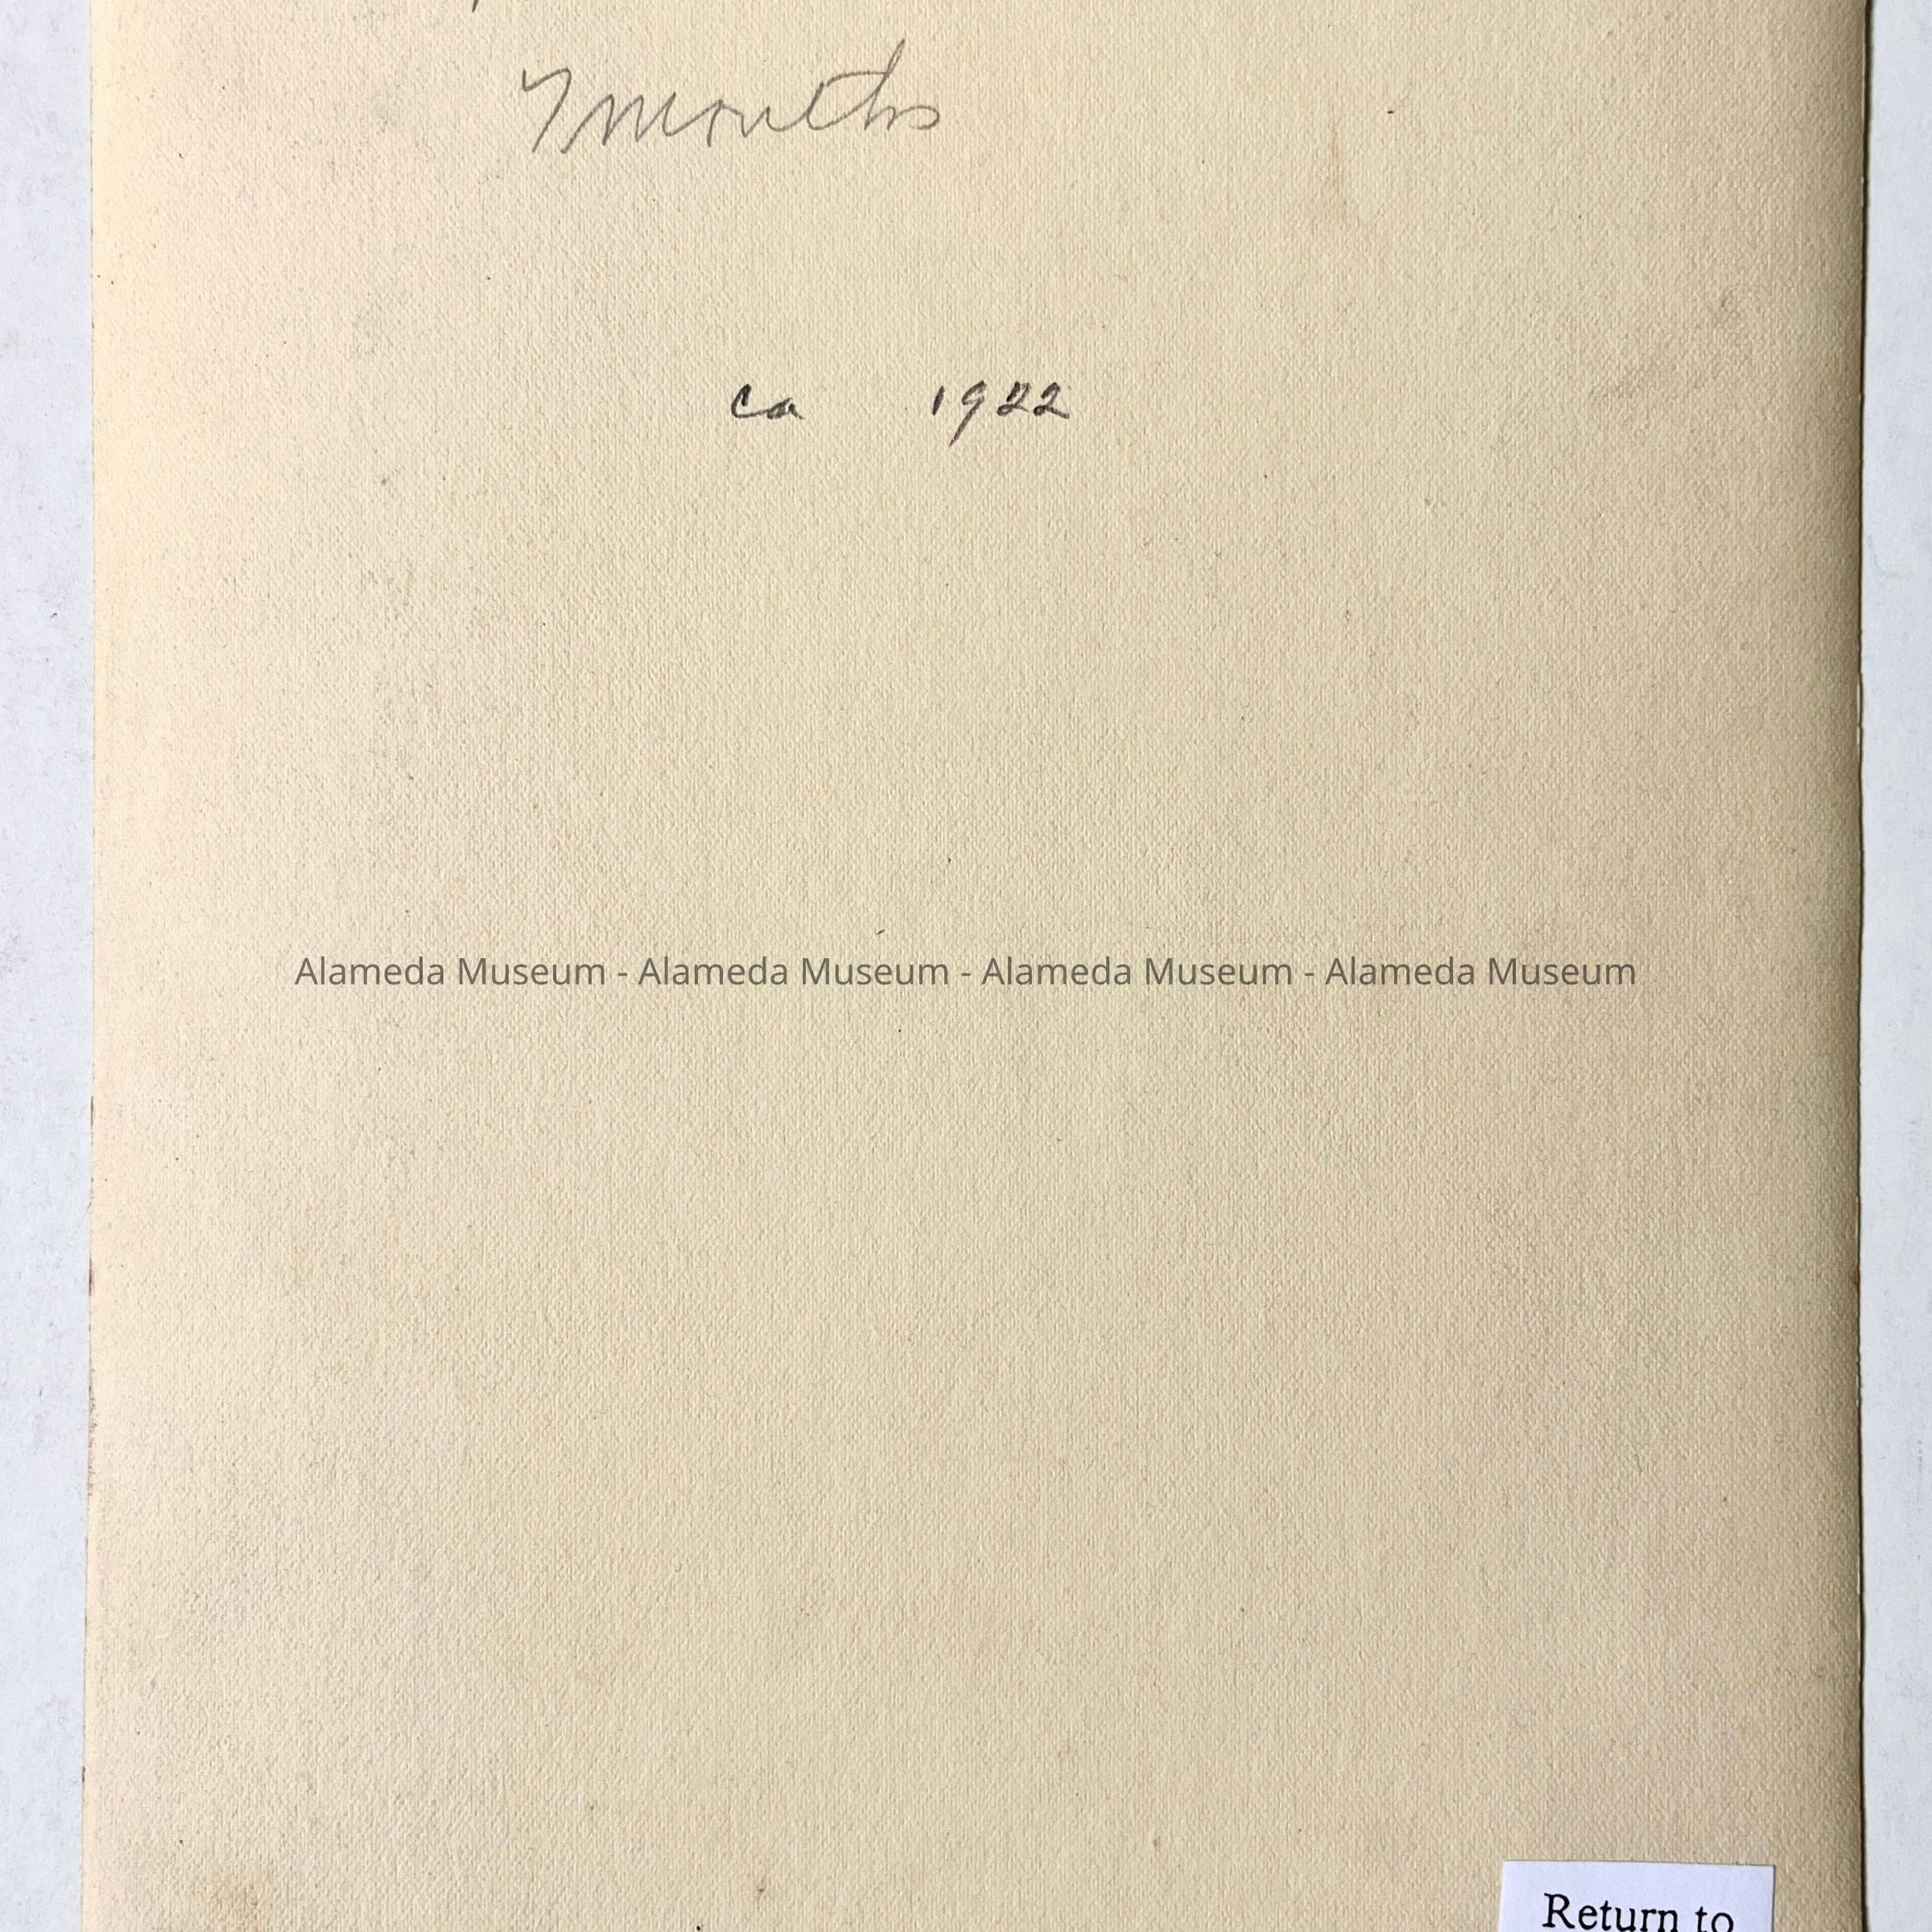 7 months
ca 1922
Alameda Museum - Alameda Museum - Alameda Museum - Alameda Museum
Return to